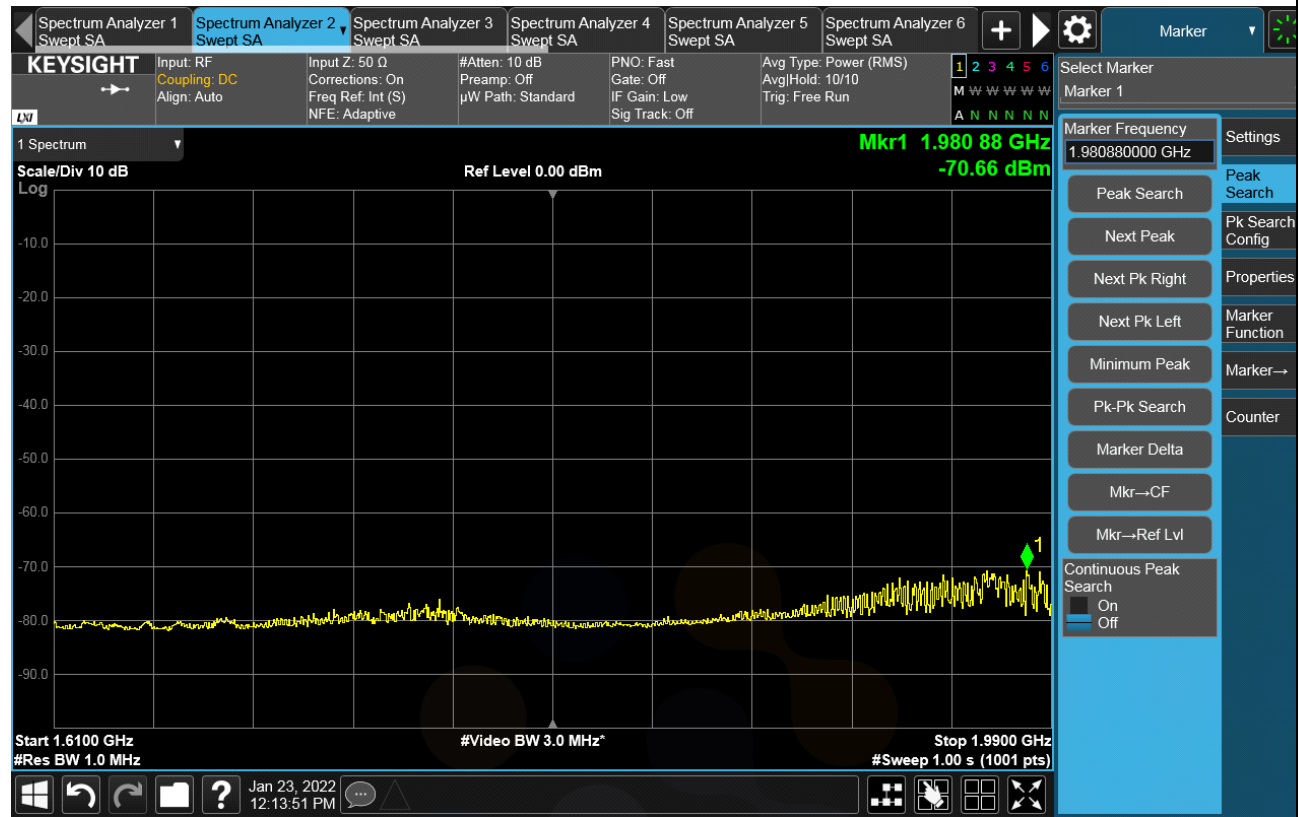 Spectrum Analyzer 1
Swept SA
Spectrum Analyzer 2
Swept SA
Spectrum Analyzer 3
Swept SA
Spectrum Analyzer 4
Swept SA
Spectrum Analyzer 5
Swept SA
Spectrum Analyzer 6
Swept SA
Marker
KEYSIGHT
LXI
Input: RF
Coupling: DC
Align: Auto
Input Z: 50 Ω
Corrections: On
Freq Ref: Int (S)
NFE: Adaptive
#Atten: 10 dB
Preamp: Off
µW Path: Standard
PNO: Fast
Gate: Off
IF Gain: Low
Sig Track: Off
Avg Type: Power (RMS)
Avg|Hold: 10/10
Trig: Free Run
1 2 3 4 5 6
M W W W W W
A N N N N N
Select Marker
Marker 1
1 Spectrum
Scale/Div 10 dB
Log
Ref Level 0.00 dBm
Mkr1 1.980 88 GHz
-70.66 dBm
-10.0
-20.0
-30.0
-40.0
-50.0
-60.0
-70.0
-80.0
-90.0
1
Start 1.6100 GHz
#Res BW 1.0 MHz
#Video BW 3.0 MHz*
Stop 1.9900 GHz
#Sweep 1.00 s (1001 pts)
Marker Frequency
1.980880000 GHz
Peak Search
Next Peak
Next Pk Right
Next Pk Left
Minimum Peak
Pk-Pk Search
Marker Delta
Mkr→CF
Mkr→Ref Lvl
Continuous Peak
Search
On
Off
Settings
Peak
Search
Pk Search
Config
Properties
Marker
Function
Marker→
Counter
?
Jan 23, 2022
12:13:51 PM